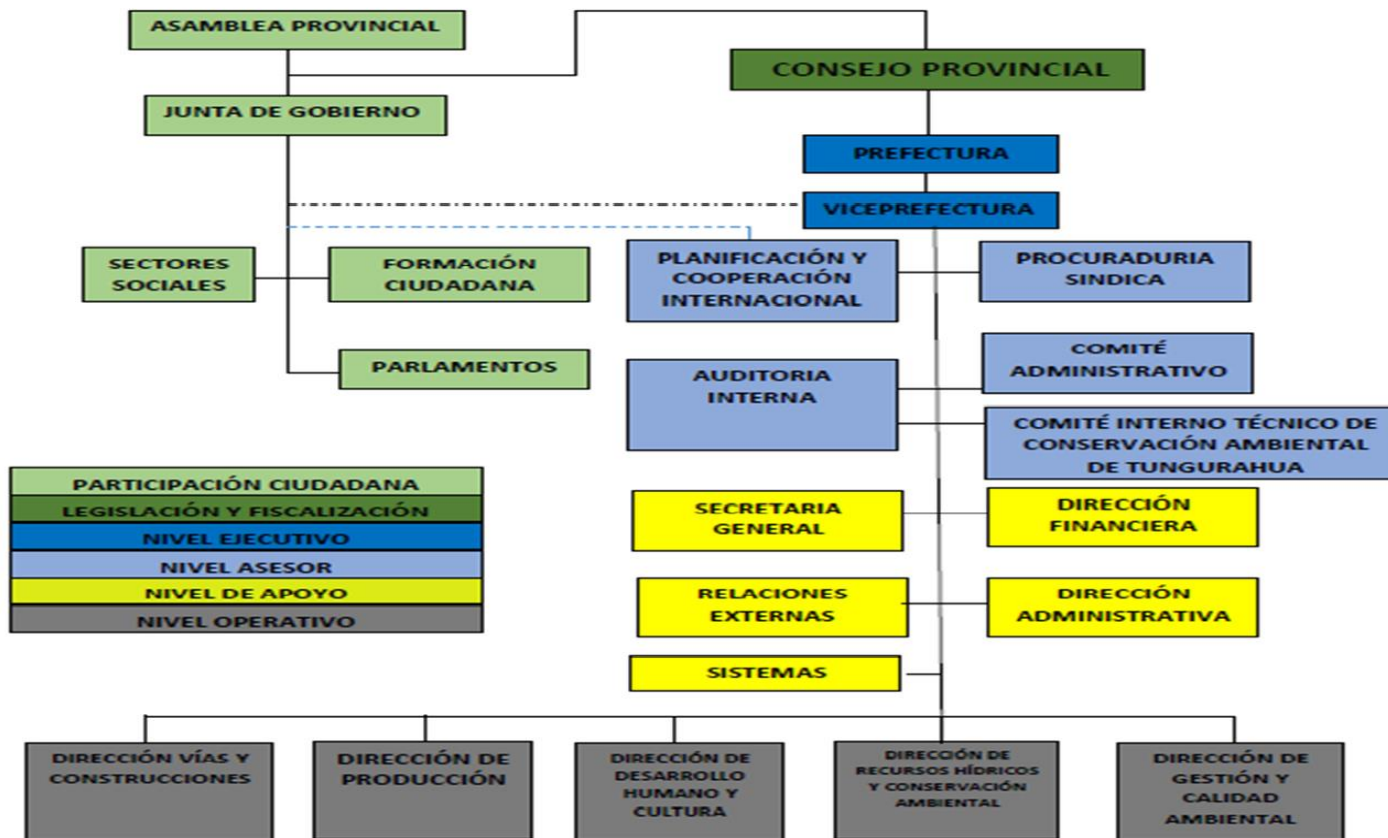 ASAMBLEA PROVINCIAL
CONSEJO PROVINCIAL
JUNTA DE GOBIERNO
PREFECTURA
VICEPREFECTURA
SECTORES
SOCIALES
FORMACIÓN
CIUDADANA
PLANIFICACIÓN Y
COOPERACIÓN
INTERNACIONAL
PROCURADURIA
SINDICA
PARLAMENTOS
AUDITORIA
INTERNA
COMITÉ
ADMINISTRATIVO
COMITÉ INTERNO TÉCNICO DE
CONSERVACIÓN AMBIENTAL
DE TUNGURAHUA
PARTICIPACIÓN CIUDADANA
LEGISLACIÓN Y FISCALIZACIÓN
NIVEL EJECUTIVO
NIVEL ASESOR
NIVEL DE APOYO
NIVEL OPERATIVO
SECRETARIA
GENERAL
DIRECCIÓN
FINANCIERA
RELACIONES
EXTERNAS
DIRECCIÓN
ADMINISTRATIVA
SISTEMAS
DIRECCIÓN VÍAS Y
CONSTRUCCIONES
DIRECCIÓN DE
PRODUCCIÓN
DIRECCIÓN DE
DESARROLLO
HUMANO Y
CULTURA
DIRECCIÓN DE
RECURSOS HÍDRICOS
Y CONSERVACIÓN
AMBIENTAL
DIRECCIÓN DE
GESTIÓN Y
CALIDAD
AMBIENTAL